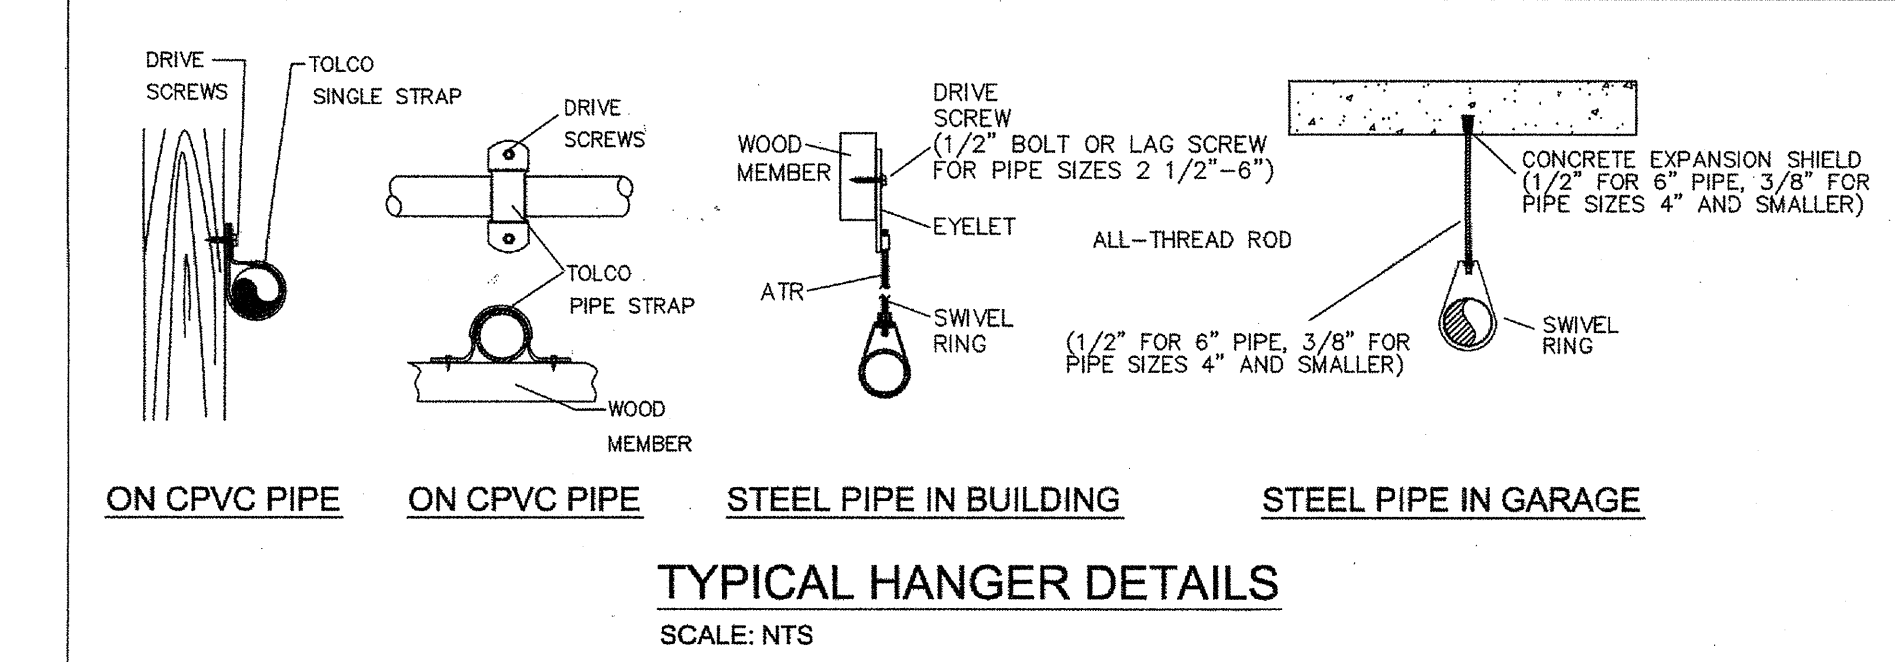 DRIVE
SCREWS
TOLCO
SINGLE STRAP
DRIVE
SCREWS
TOLCO
PIPE STRAP
WOOD
MEMBER
WOOD
MEMBER
DRIVE
SCREW
(1/2" BOLT OR LAG SCREW
FOR PIPE SIZES 2 1/2"-6")
EYELET
ATR
SWIVEL
RING
ALL-THREAD ROD
(1/2" FOR 6" PIPE, 3/8" FOR
PIPE SIZES 4" AND SMALLER)
CONCRETE EXPANSION SHIELD
(1/2" FOR 6" PIPE, 3/8" FOR
PIPE SIZES 4" AND SMALLER)
SWIVEL
RING
ON CPVC PIPE
ON CPVC PIPE
STEEL PIPE IN BUILDING
STEEL PIPE IN GARAGE
TYPICAL HANGER DETAILS
SCALE: NTS